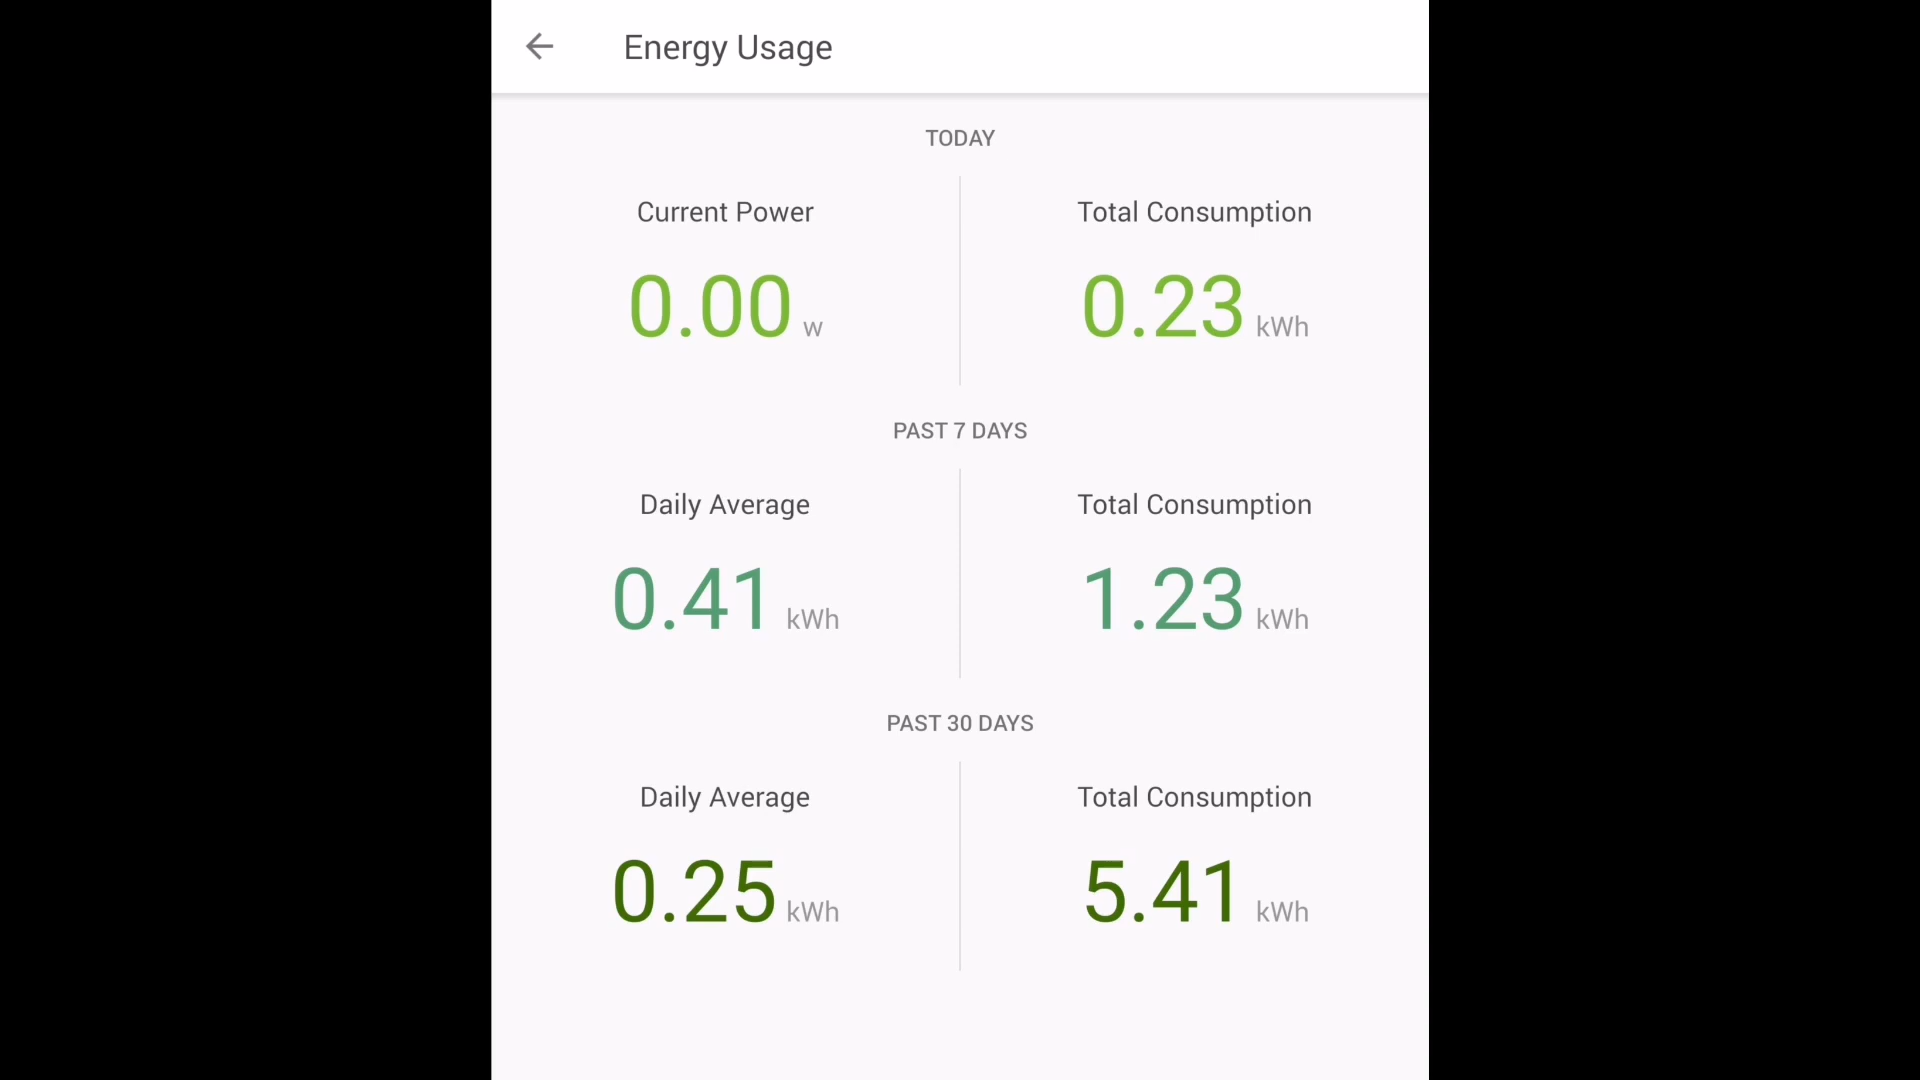 Energy Usage
TODAY
Current Power
Total Consumption
0.00 w
0.23 kWh
PAST 7 DAYS
Daily Average
Total Consumption
0.41 kWh
1.23 kWh
PAST 30 DAYS
Daily Average
Total Consumption
0.25 kWh
5.41 kWh